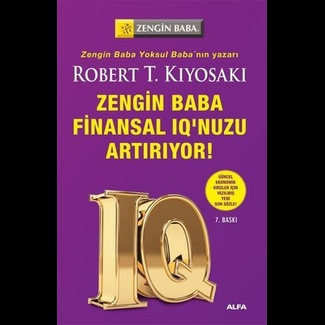 ZENGİN BABA
Zengin Baba Yoksul Baba'nın yazarı
ROBERT T. KIYOSAKI
ZENGİN BABA
FİNANSAL IQ'NUZU
ARTIRIYOR!
GÜNCEL
EKONOMİK
KRİZLER İÇİN
YAZILMIŞ
YENİ
SON SÖZLE!
7. BASKI
IQ
ALFA